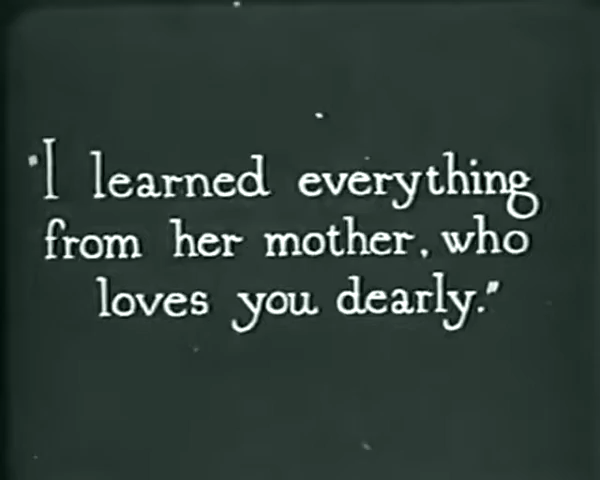 "I learned everything
from her mother, who
loves you dearly."